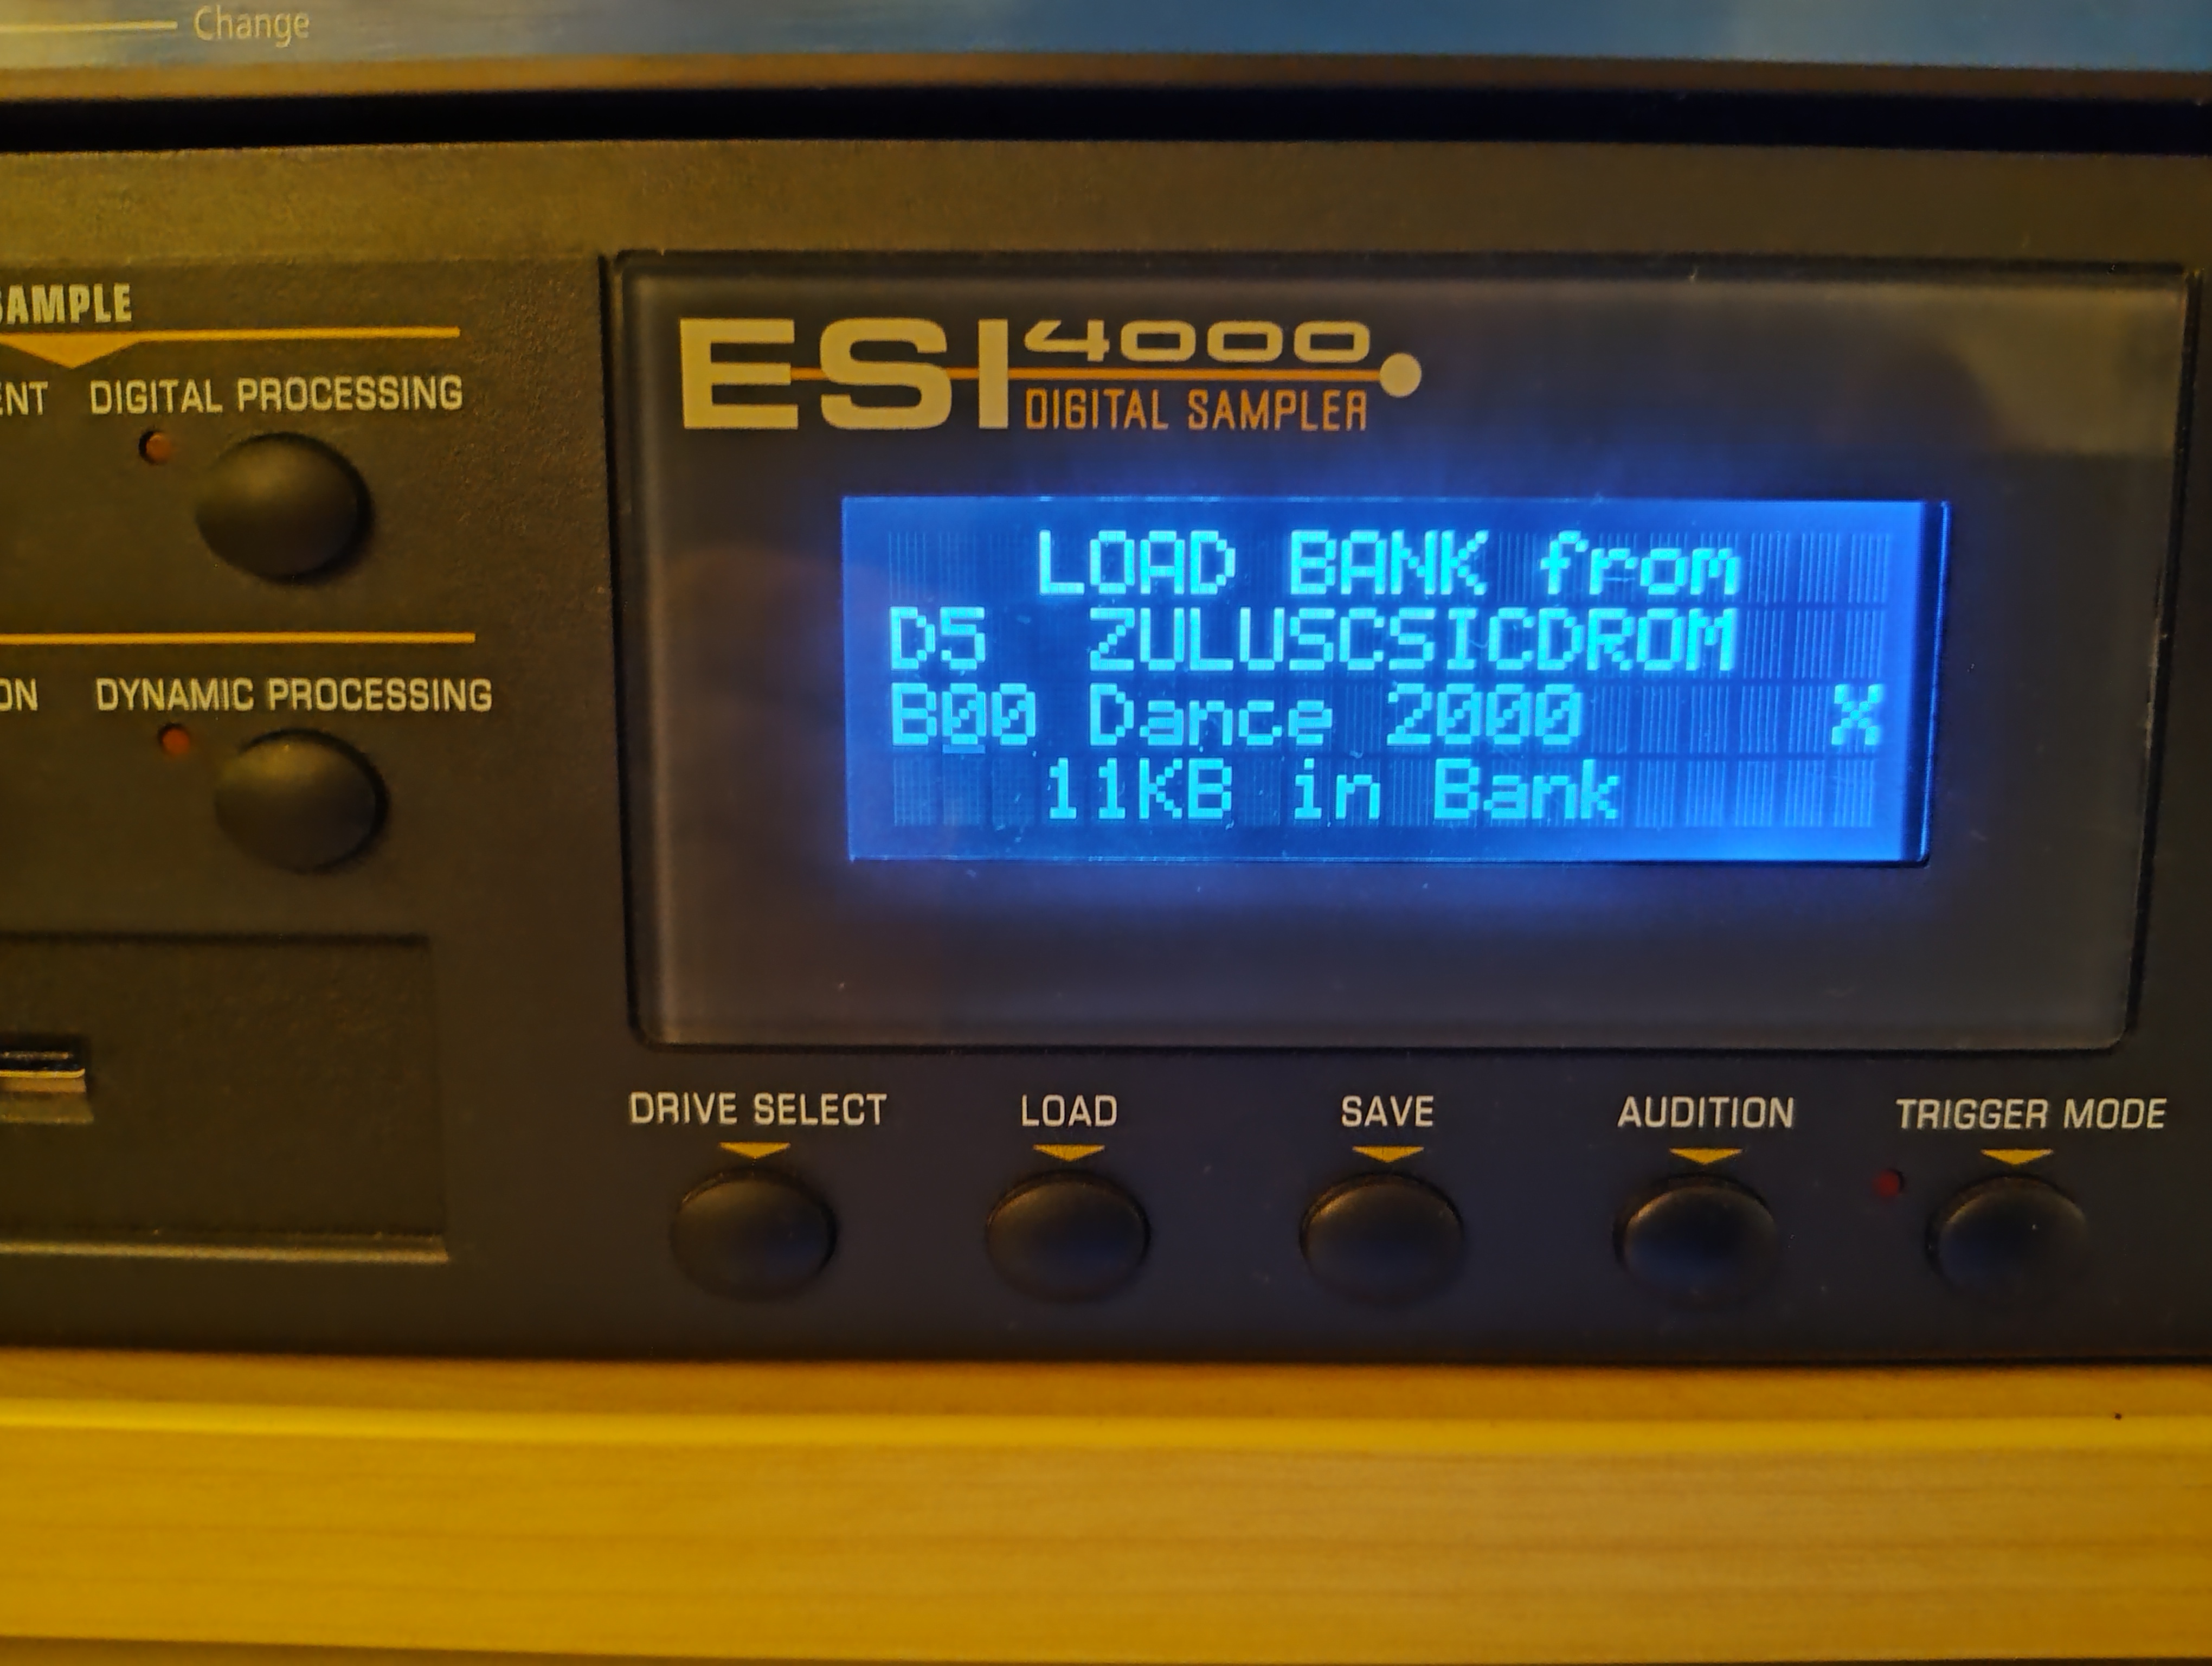 Change
SAMPLE
ENT DIGITAL PROCESSING
ON DYNAMIC PROCESSING
ESI 4000
DIGITAL SAMPLER
LOAD BANK from
D5 ZULUSCSICDROM
B00 Dance 2000 X
11KB in Bank
DRIVE SELECT LOAD SAVE AUDITION TRIGGER MODE